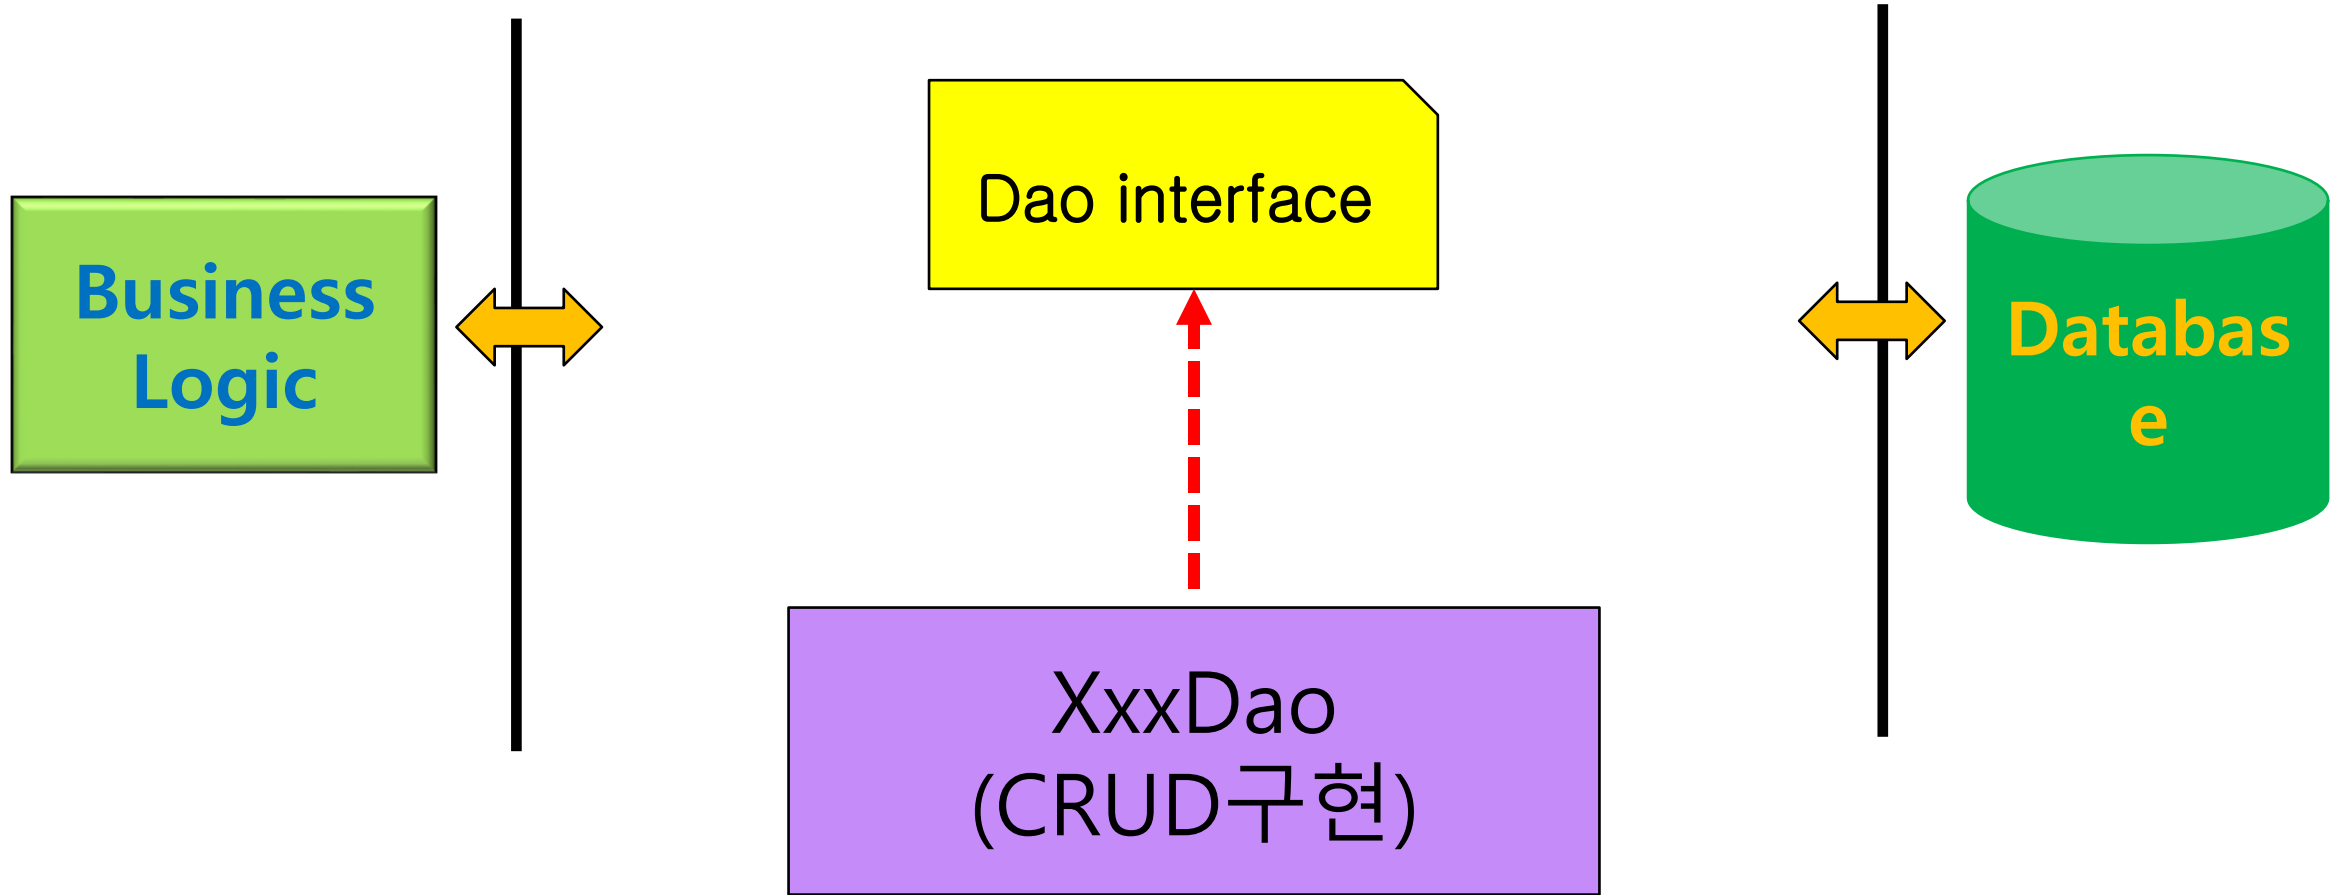 Business
Logic
Dao interface
Databas
e
XxxDao
(CRUD구현)